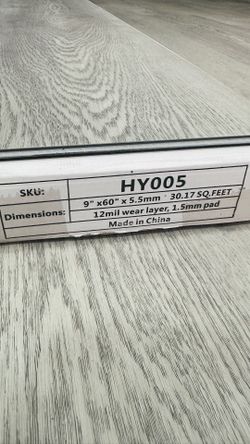 SKU: HY005
Dimensions: 9" x60" x 5.5mm 30.17 SQ.FEET
12mil wear layer, 1.5mm pad
Made in China